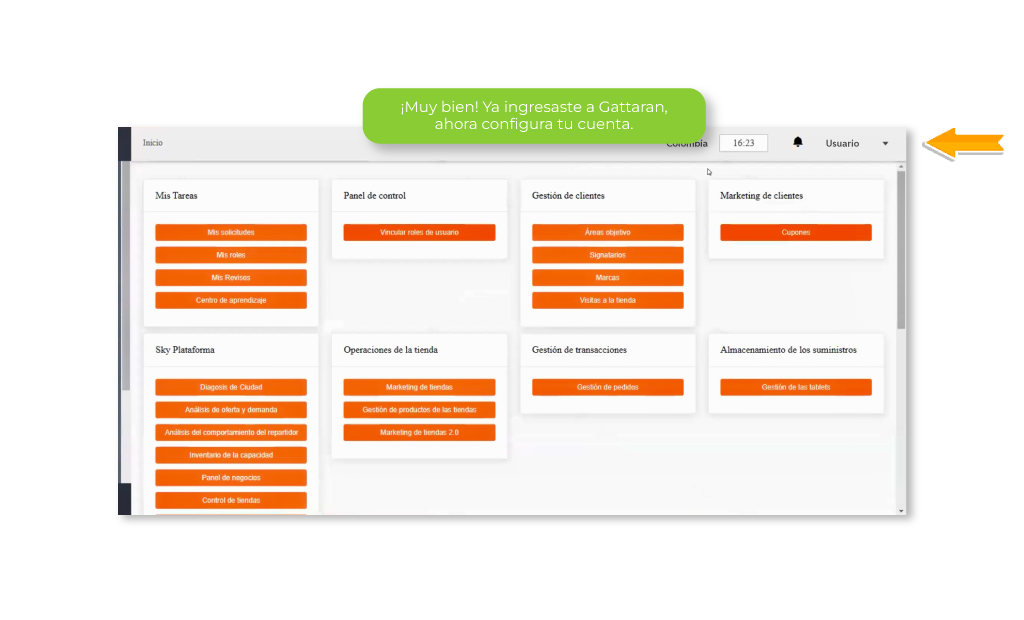 ¡Muy bien! Ya ingresaste a Gattaran,
ahora configura tu cuenta.
Inicio
Colombia
16:23
Usuario
Mis Tareas
Mis solicitudes
Mis roles
Mis Revisos
Centro de aprendizaje
Panel de control
Vincular roles de usuario
Gestión de clientes
Áreas objetivo
Signatarios
Marcas
Visitas a la tienda
Marketing de clientes
Cupones
Sky Plataforma
Diagosis de Ciudad
Análisis de oferta y demanda
Análisis del comportamiento del repartidor
Inventario de la capacidad
Panel de negocios
Control de tiendas
Operaciones de la tienda
Marketing de tiendas
Gestión de productos de las tiendas
Marketing de tiendas 2.0
Gestión de transacciones
Gestión de pedidos
Almacenamiento de los suministros
Gestión de las tablets